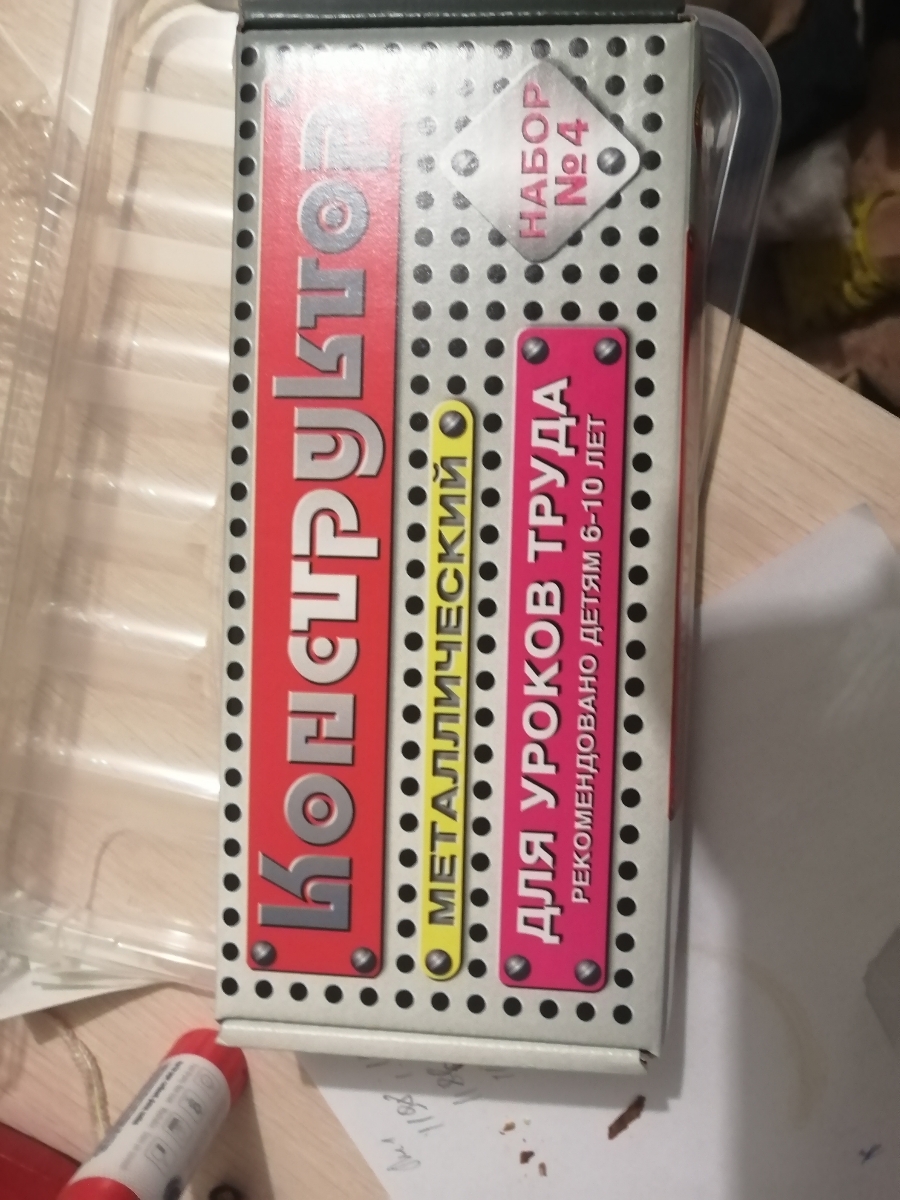 Конструктор
НАБОР
№4
МЕТАЛЛИЧЕСКИЙ
ДЛЯ УРОКОВ ТРУДА
РЕКОМЕНДОВАНО ДЕТЯМ 6-10 ЛЕТ